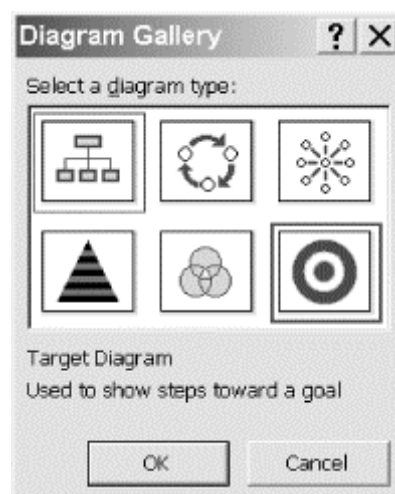 Diagram Gallery ? X
Select a diagram type:
Target Diagram
Used to show steps toward a goal
OK Cancel